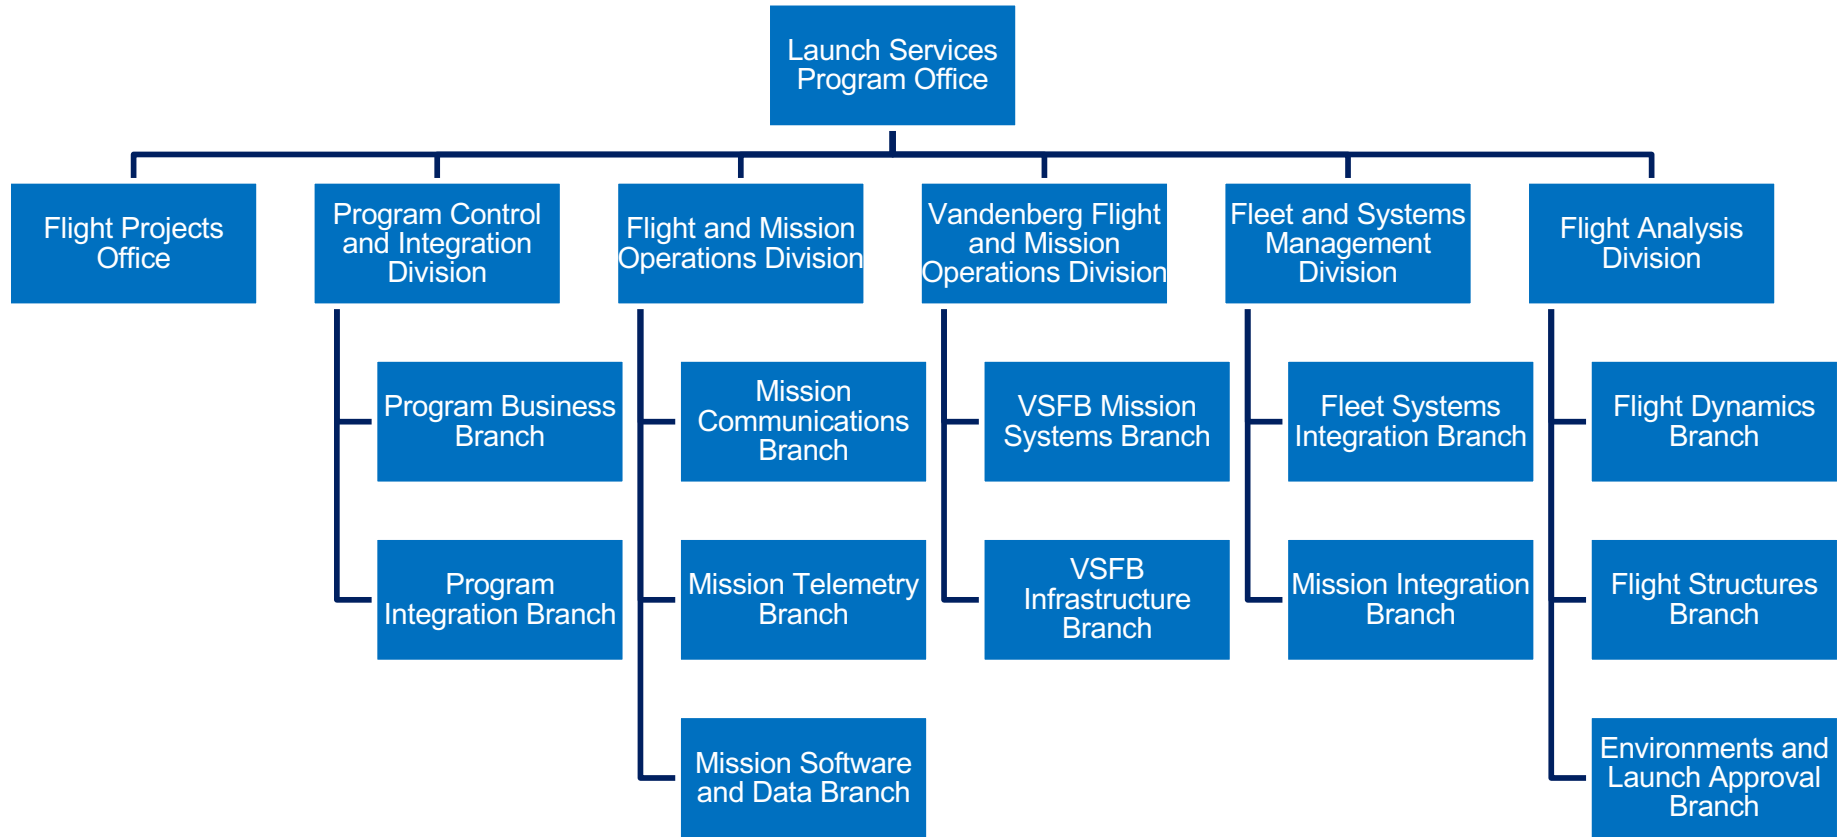 Launch Services
Program Office
Flight Projects
Office
Program Control
and Integration
Division
Flight and Mission
Operations Division
Vandenberg Flight
and Mission
Operations Division
Fleet and Systems
Management
Division
Flight Analysis
Division
Program Business
Branch
Mission
Communications
Branch
VSFB Mission
Systems Branch
Fleet Systems
Integration Branch
Flight Dynamics
Branch
Program
Integration Branch
Mission Telemetry
Branch
VSFB
Infrastructure
Branch
Mission Integration
Branch
Flight Structures
Branch
Mission Software
and Data Branch
Environments and
Launch Approval
Branch